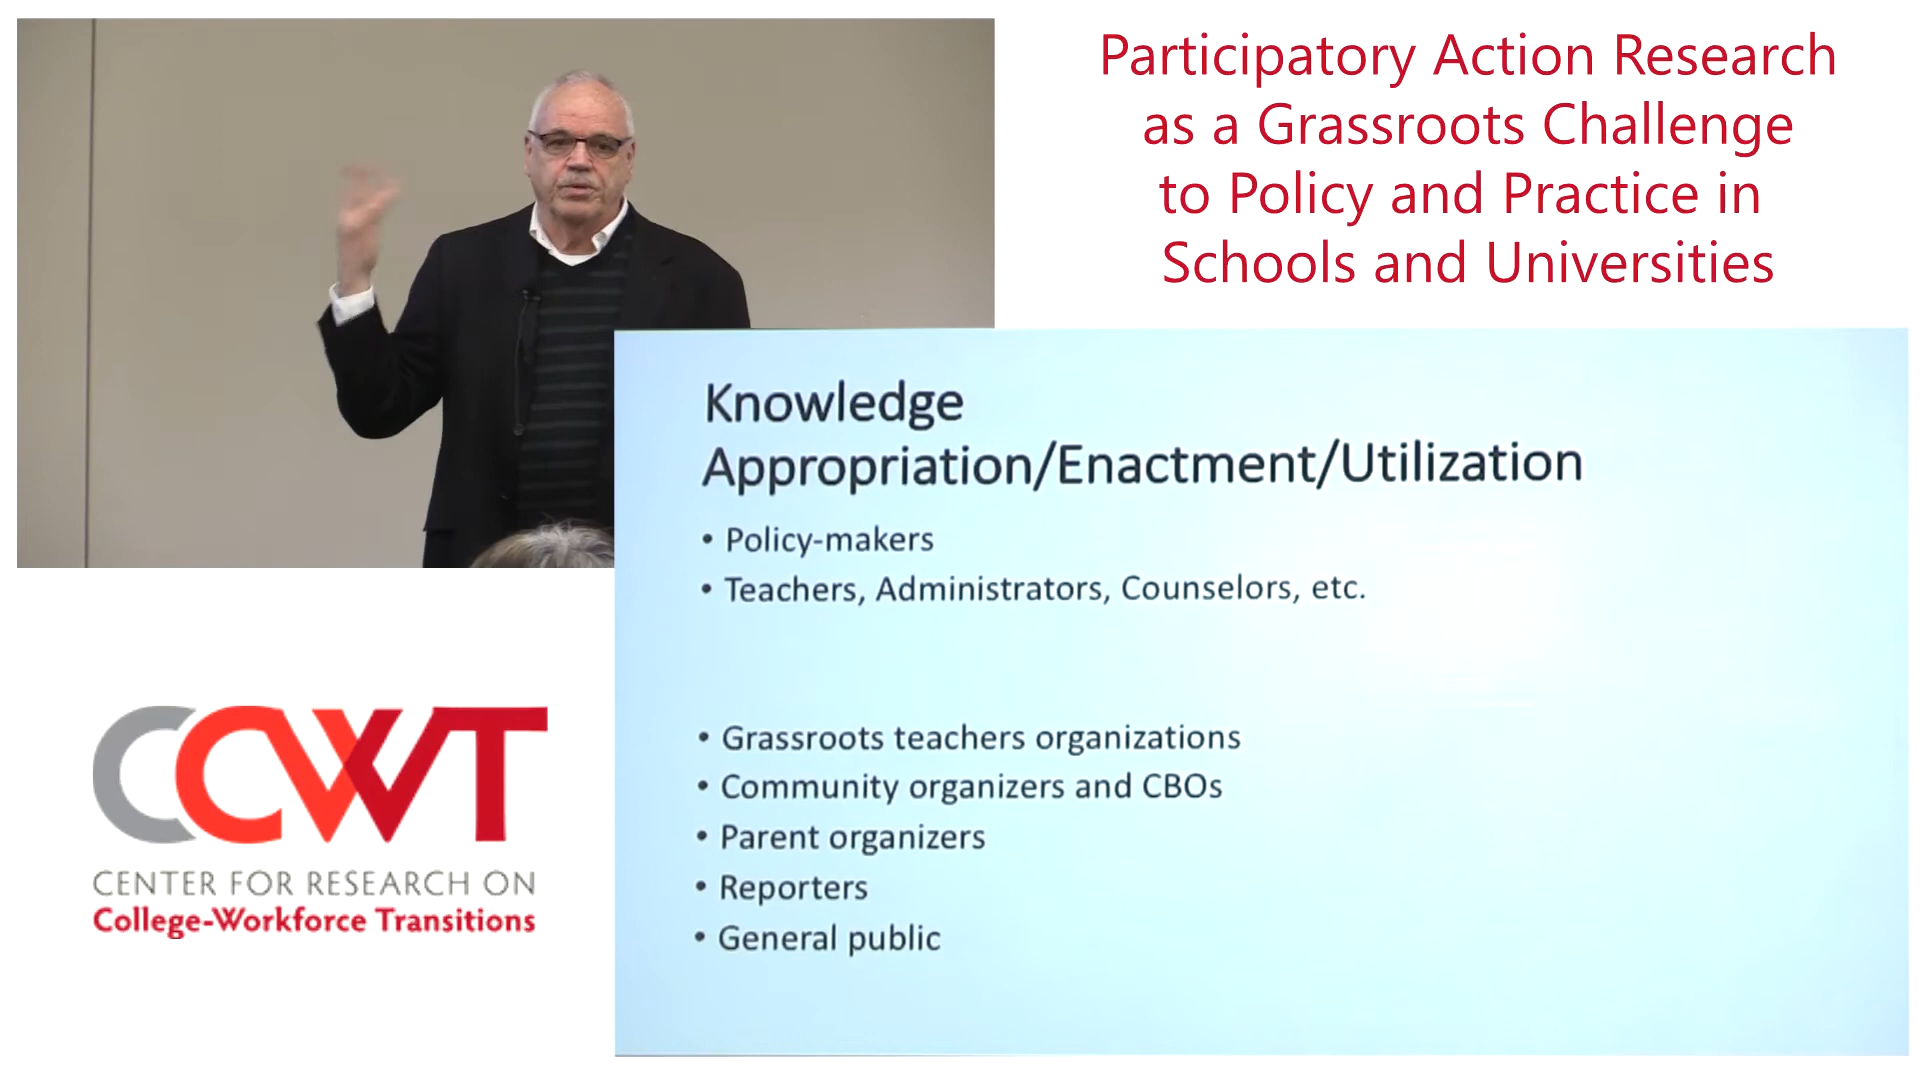 Participatory Action Research
as a Grassroots Challenge
to Policy and Practice in
Schools and Universities
Knowledge
Appropriation/Enactment/Utilization
• Policy-makers
• Teachers, Administrators, Counselors, etc.
• Grassroots teachers organizations
• Community organizers and CBOs
• Parent organizers
• Reporters
• General public
CCWT
CENTER FOR RESEARCH ON
College-Workforce Transitions